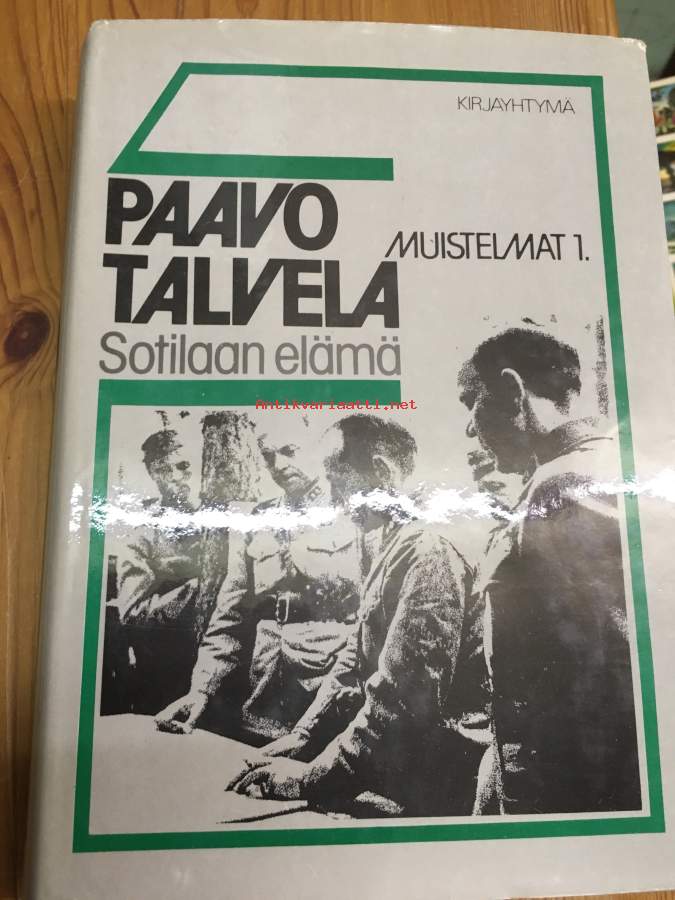 KIRJAYHTYMÄ
PAAVO
TALVELA
MUISTELMAT 1.
Sotilaan elämä
Antikvariaatti.net